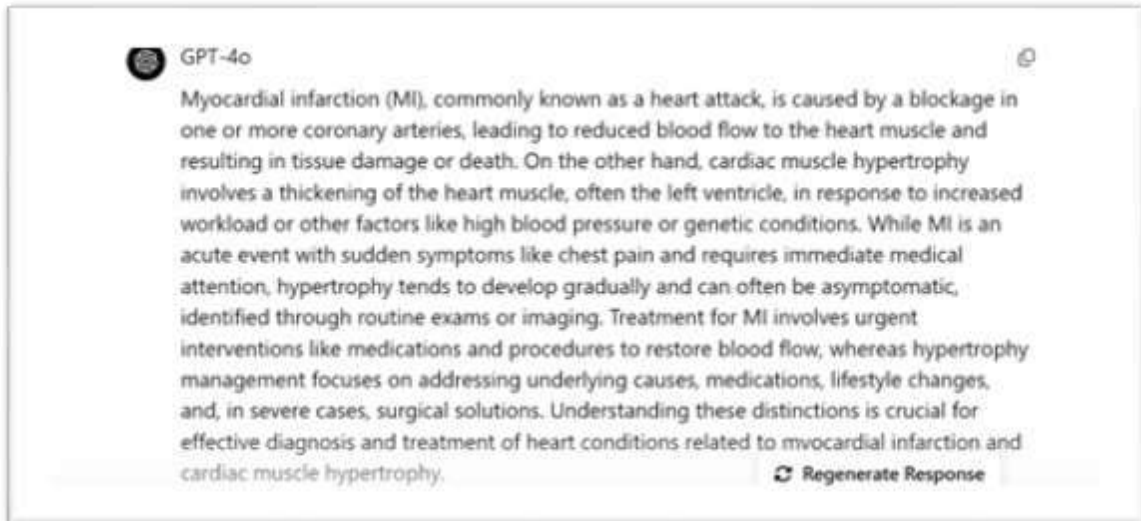 GPT-4o
Myocardial infarction (MI), commonly known as a heart attack, is caused by a blockage in
one or more coronary arteries, leading to reduced blood flow to the heart muscle and
resulting in tissue damage or death. On the other hand, cardiac muscle hypertrophy
involves a thickening of the heart muscle, often the left ventricle, in response to increased
workload or other factors like high blood pressure or genetic conditions. While MI is an
acute event with sudden symptoms like chest pain and requires immediate medical
attention, hypertrophy tends to develop gradually and can often be asymptomatic,
identified through routine exams or imaging. Treatment for MI involves urgent
interventions like medications and procedures to restore blood flow, whereas hypertrophy
management focuses on addressing underlying causes, medications, lifestyle changes,
and, in severe cases, surgical solutions. Understanding these distinctions is crucial for
effective diagnosis and treatment of heart conditions related to myocardial infarction and
cardiac muscle hypertrophy.
Regenerate Response